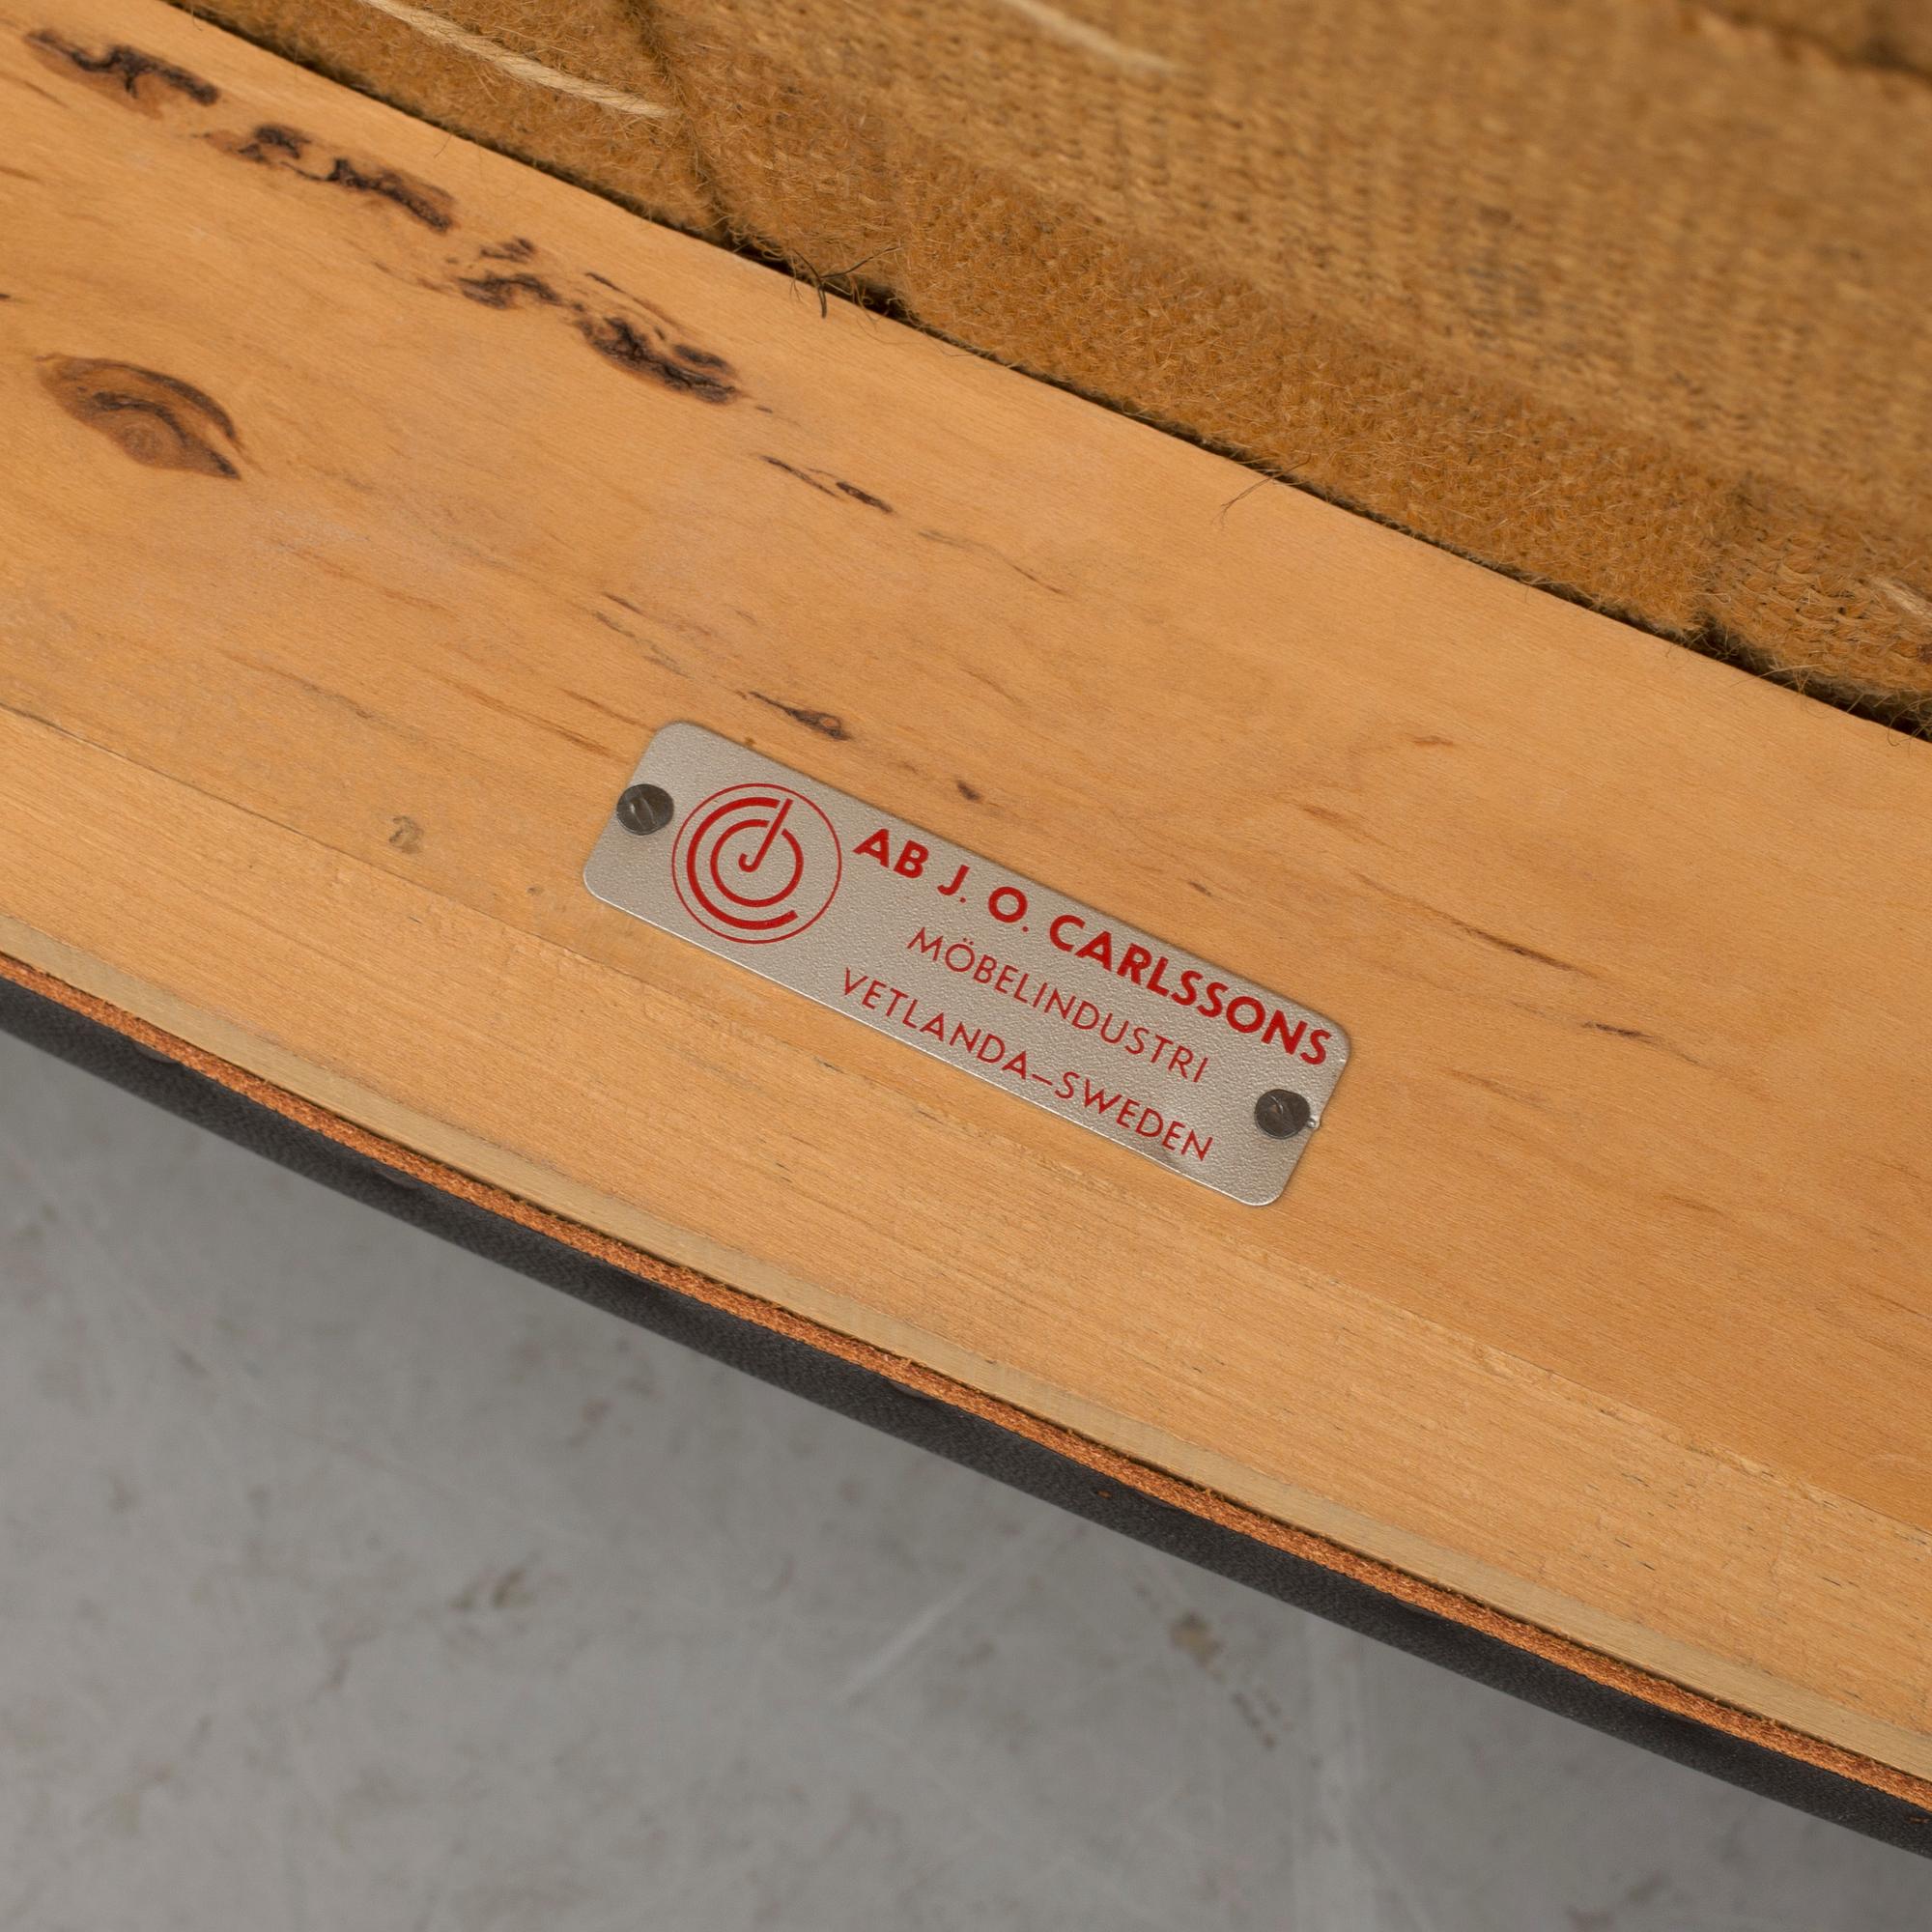 AB J. O. CARLSSONS
MÖBELINDUSTRI
VETLANDA–SWEDEN